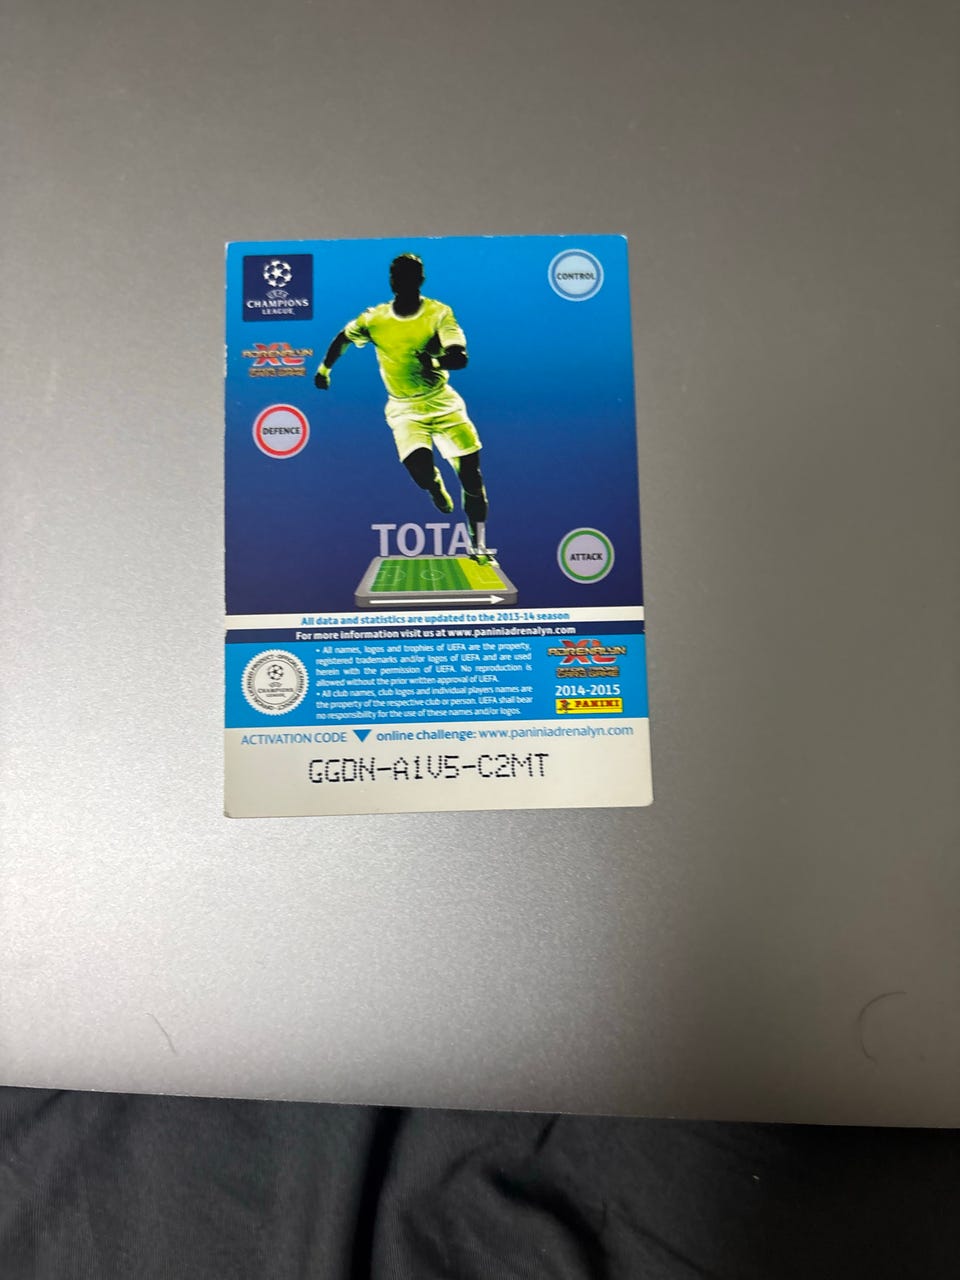 UEFA
CHAMPIONS
LEAGUE
CONTROL
ADRENALYN
XL
OFFICIAL TRADING
CARD GAME
DEFENCE
TOTAL
ATTACK
All data and statistics are updated to the 2013-14 season
For more information visit us at www.paniniadrenalyn.com
• All names, logos and trophies of UEFA are the property,
registered trademarks and/or logos of UEFA and are used
herein with the permission of UEFA. No reproduction is
allowed without the prior written approval of UEFA.
• All club names, club logos and individual players names are
the property of the respective club or person. UEFA shall bear
no responsibility for the use of these names and/or logos.
CHAMPIONS
LEAGUE
ADRENALYN
XL
CARD GAME
2014-2015
PANINI
ACTIVATION CODE ▼ online challenge: www.paniniadrenalyn.com
GGDN-A1V5-C2MT